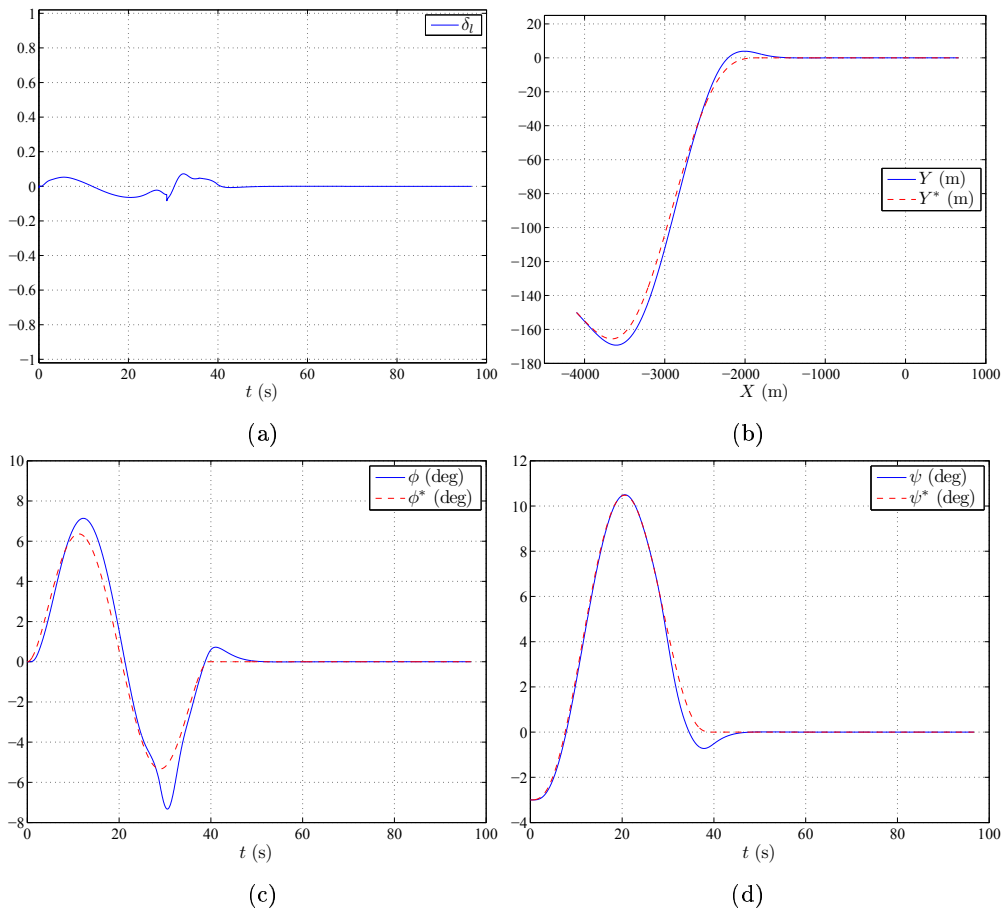 δₗ
1
0.8
0.6
0.4
0.2
0
−0.2
−0.4
−0.6
−0.8
−1
0 20 40 60 80 100
t (s)
(a)
Y (m)
Y* (m)
20
0
−20
−40
−60
−80
−100
−120
−140
−160
−180
−4000 −3000 −2000 −1000 0 1000
X (m)
(b)
ϕ (deg)
ϕ* (deg)
10
8
6
4
2
0
−2
−4
−6
−8
0 20 40 60 80 100
t (s)
(c)
ψ (deg)
ψ* (deg)
12
10
8
6
4
2
0
−2
−4
0 20 40 60 80 100
t (s)
(d)